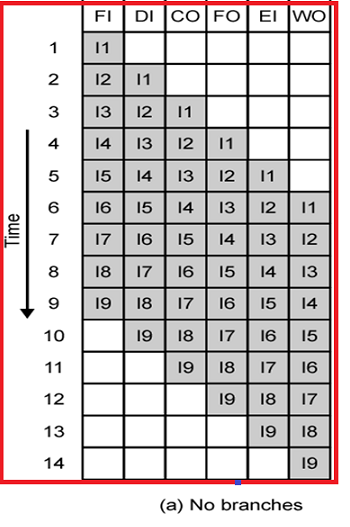 FI DI CO FO EI WO
1 I1
2 I2 I1
3 I3 I2 I1
4 I4 I3 I2 I1
5 I5 I4 I3 I2 I1
6 I6 I5 I4 I3 I2 I1
7 I7 I6 I5 I4 I3 I2
8 I8 I7 I6 I5 I4 I3
9 I9 I8 I7 I6 I5 I4
10 I9 I8 I7 I6 I5
11 I9 I8 I7 I6
12 I9 I8 I7
13 I9 I8
14 I9
Time
(a) No branches